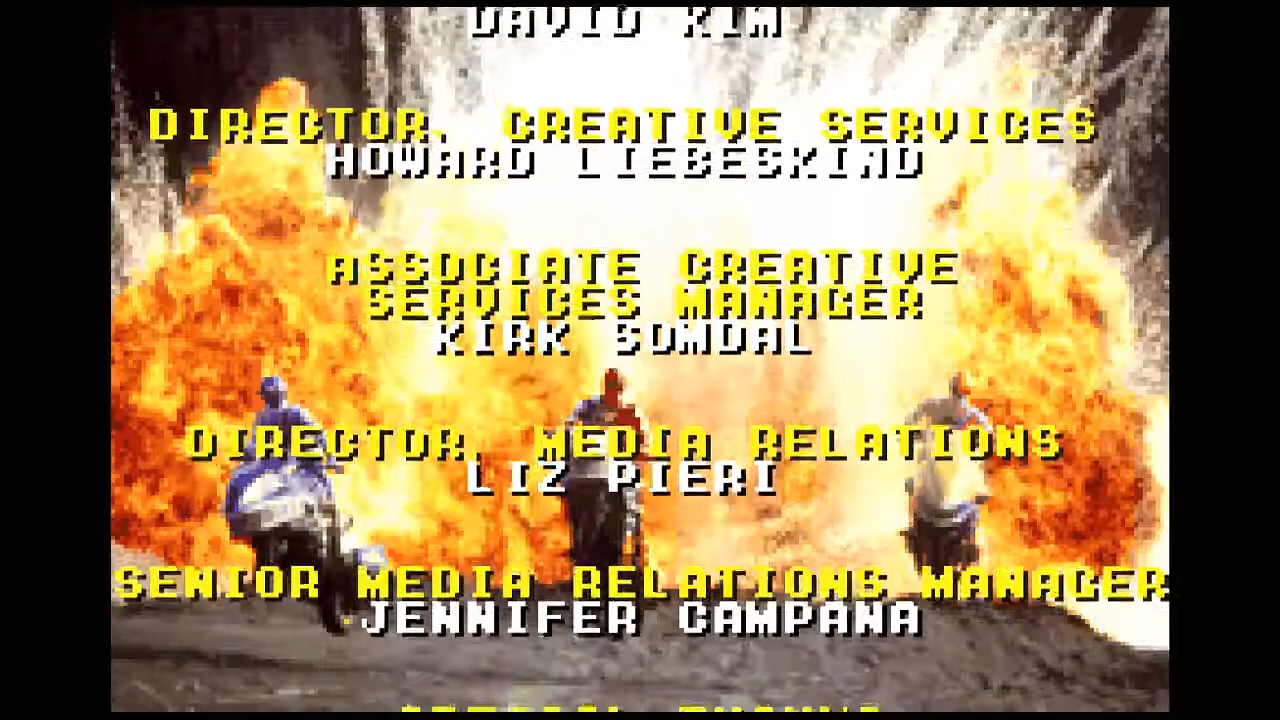 DAVID KIM
DIRECTOR, CREATIVE SERVICES
HOWARD LIEBESKIND
ASSOCIATE CREATIVE
SERVICES MANAGER
KIRK SOMDAL
DIRECTOR, MEDIA RELATIONS
LIZ PIERI
SENIOR MEDIA RELATIONS MANAGER
JENNIFER CAMPANA